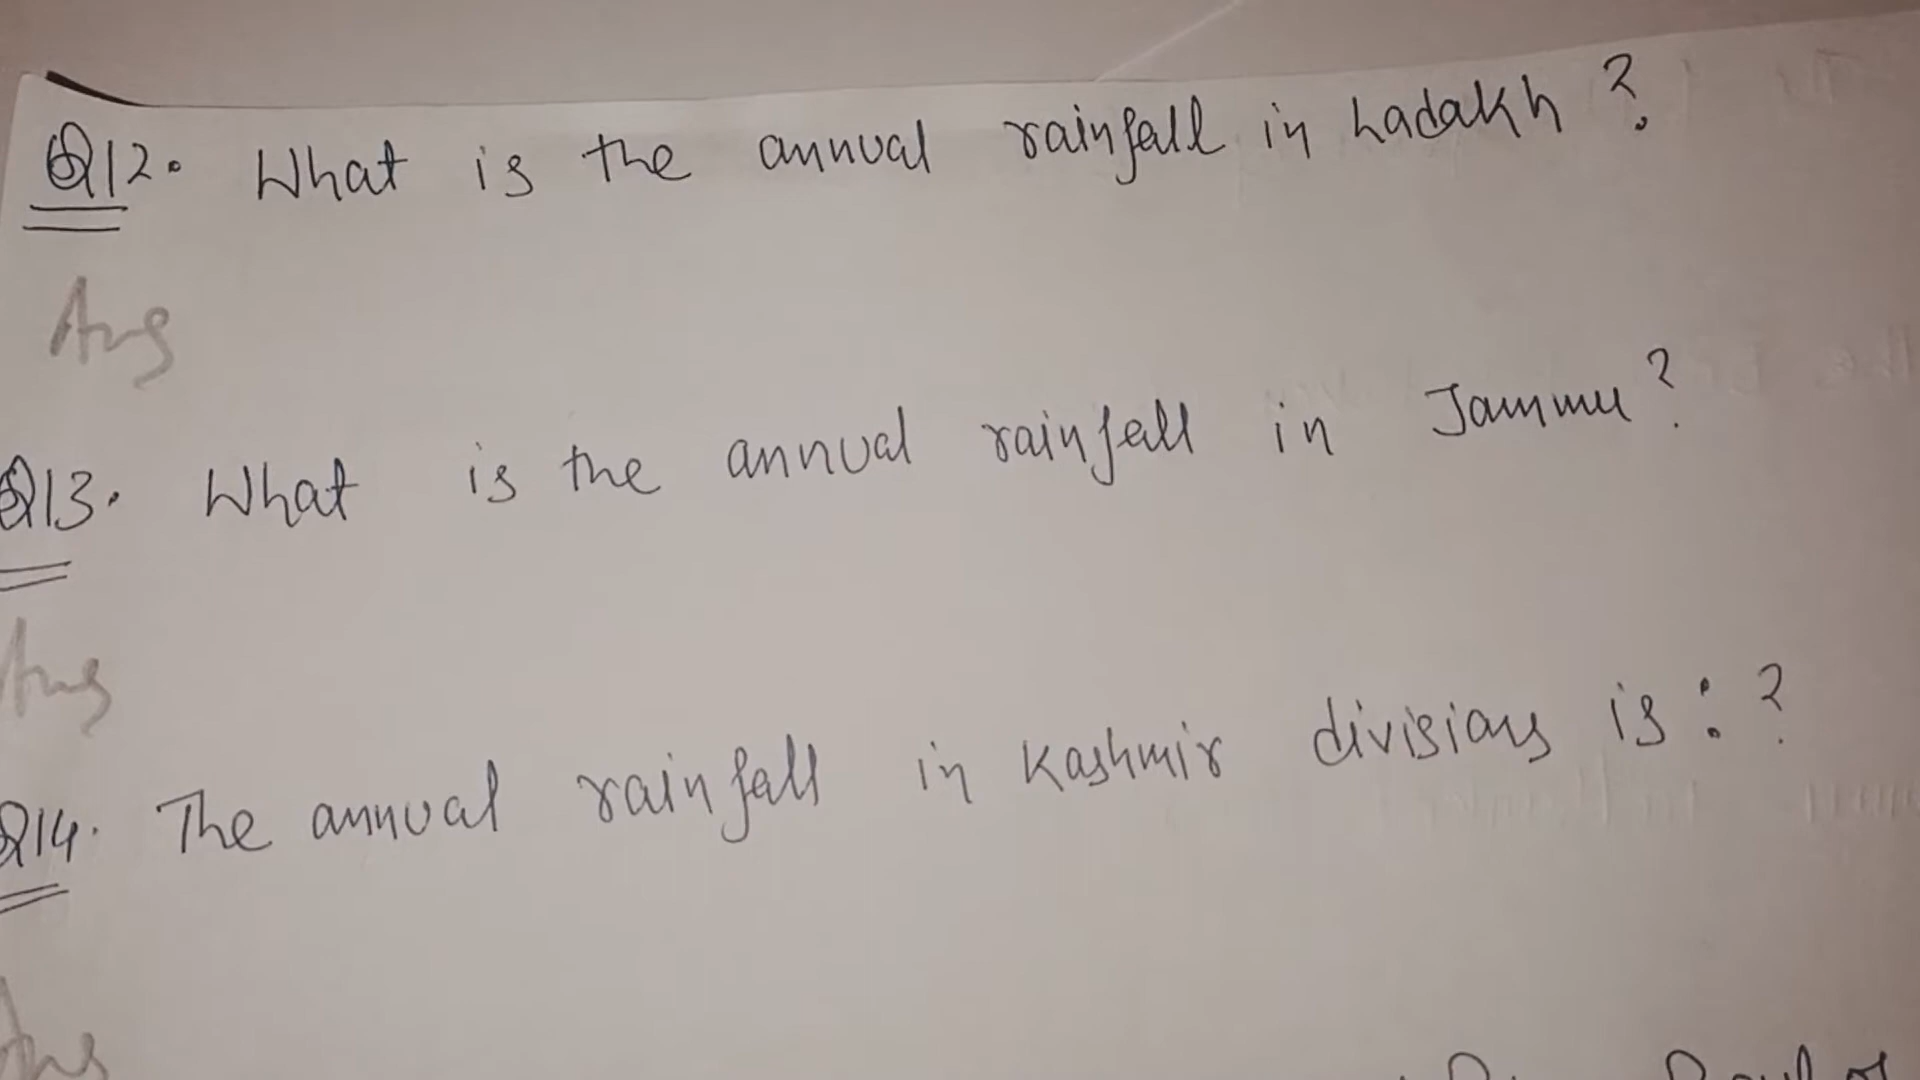 Q12. What is the annual rainfall in Ladakh ?
Ans
Q13. What is the annual rainfall in Jammu ?
Ans
Q14. The annual rainfall in Kashmir divisions is : ?
Ans